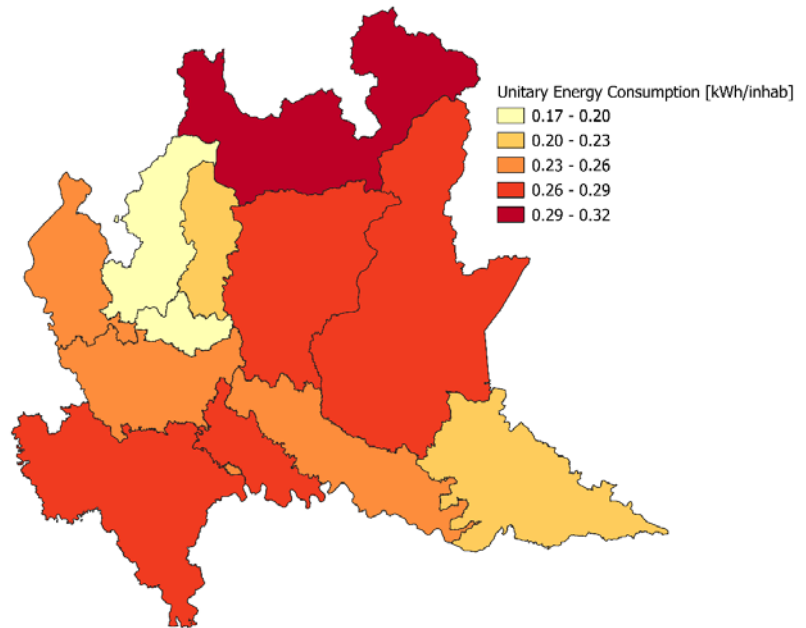 Unitary Energy Consumption [kWh/inhab]
0.17 - 0.20
0.20 - 0.23
0.23 - 0.26
0.26 - 0.29
0.29 - 0.32